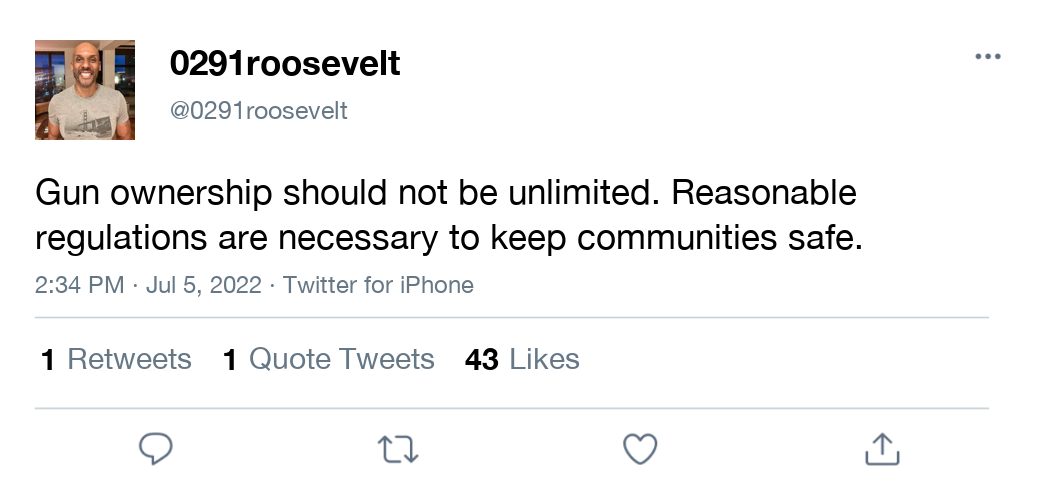 0291roosevelt
@0291roosevelt
Gun ownership should not be unlimited. Reasonable
regulations are necessary to keep communities safe.
2:34 PM · Jul 5, 2022 · Twitter for iPhone
1 Retweets 1 Quote Tweets 43 Likes